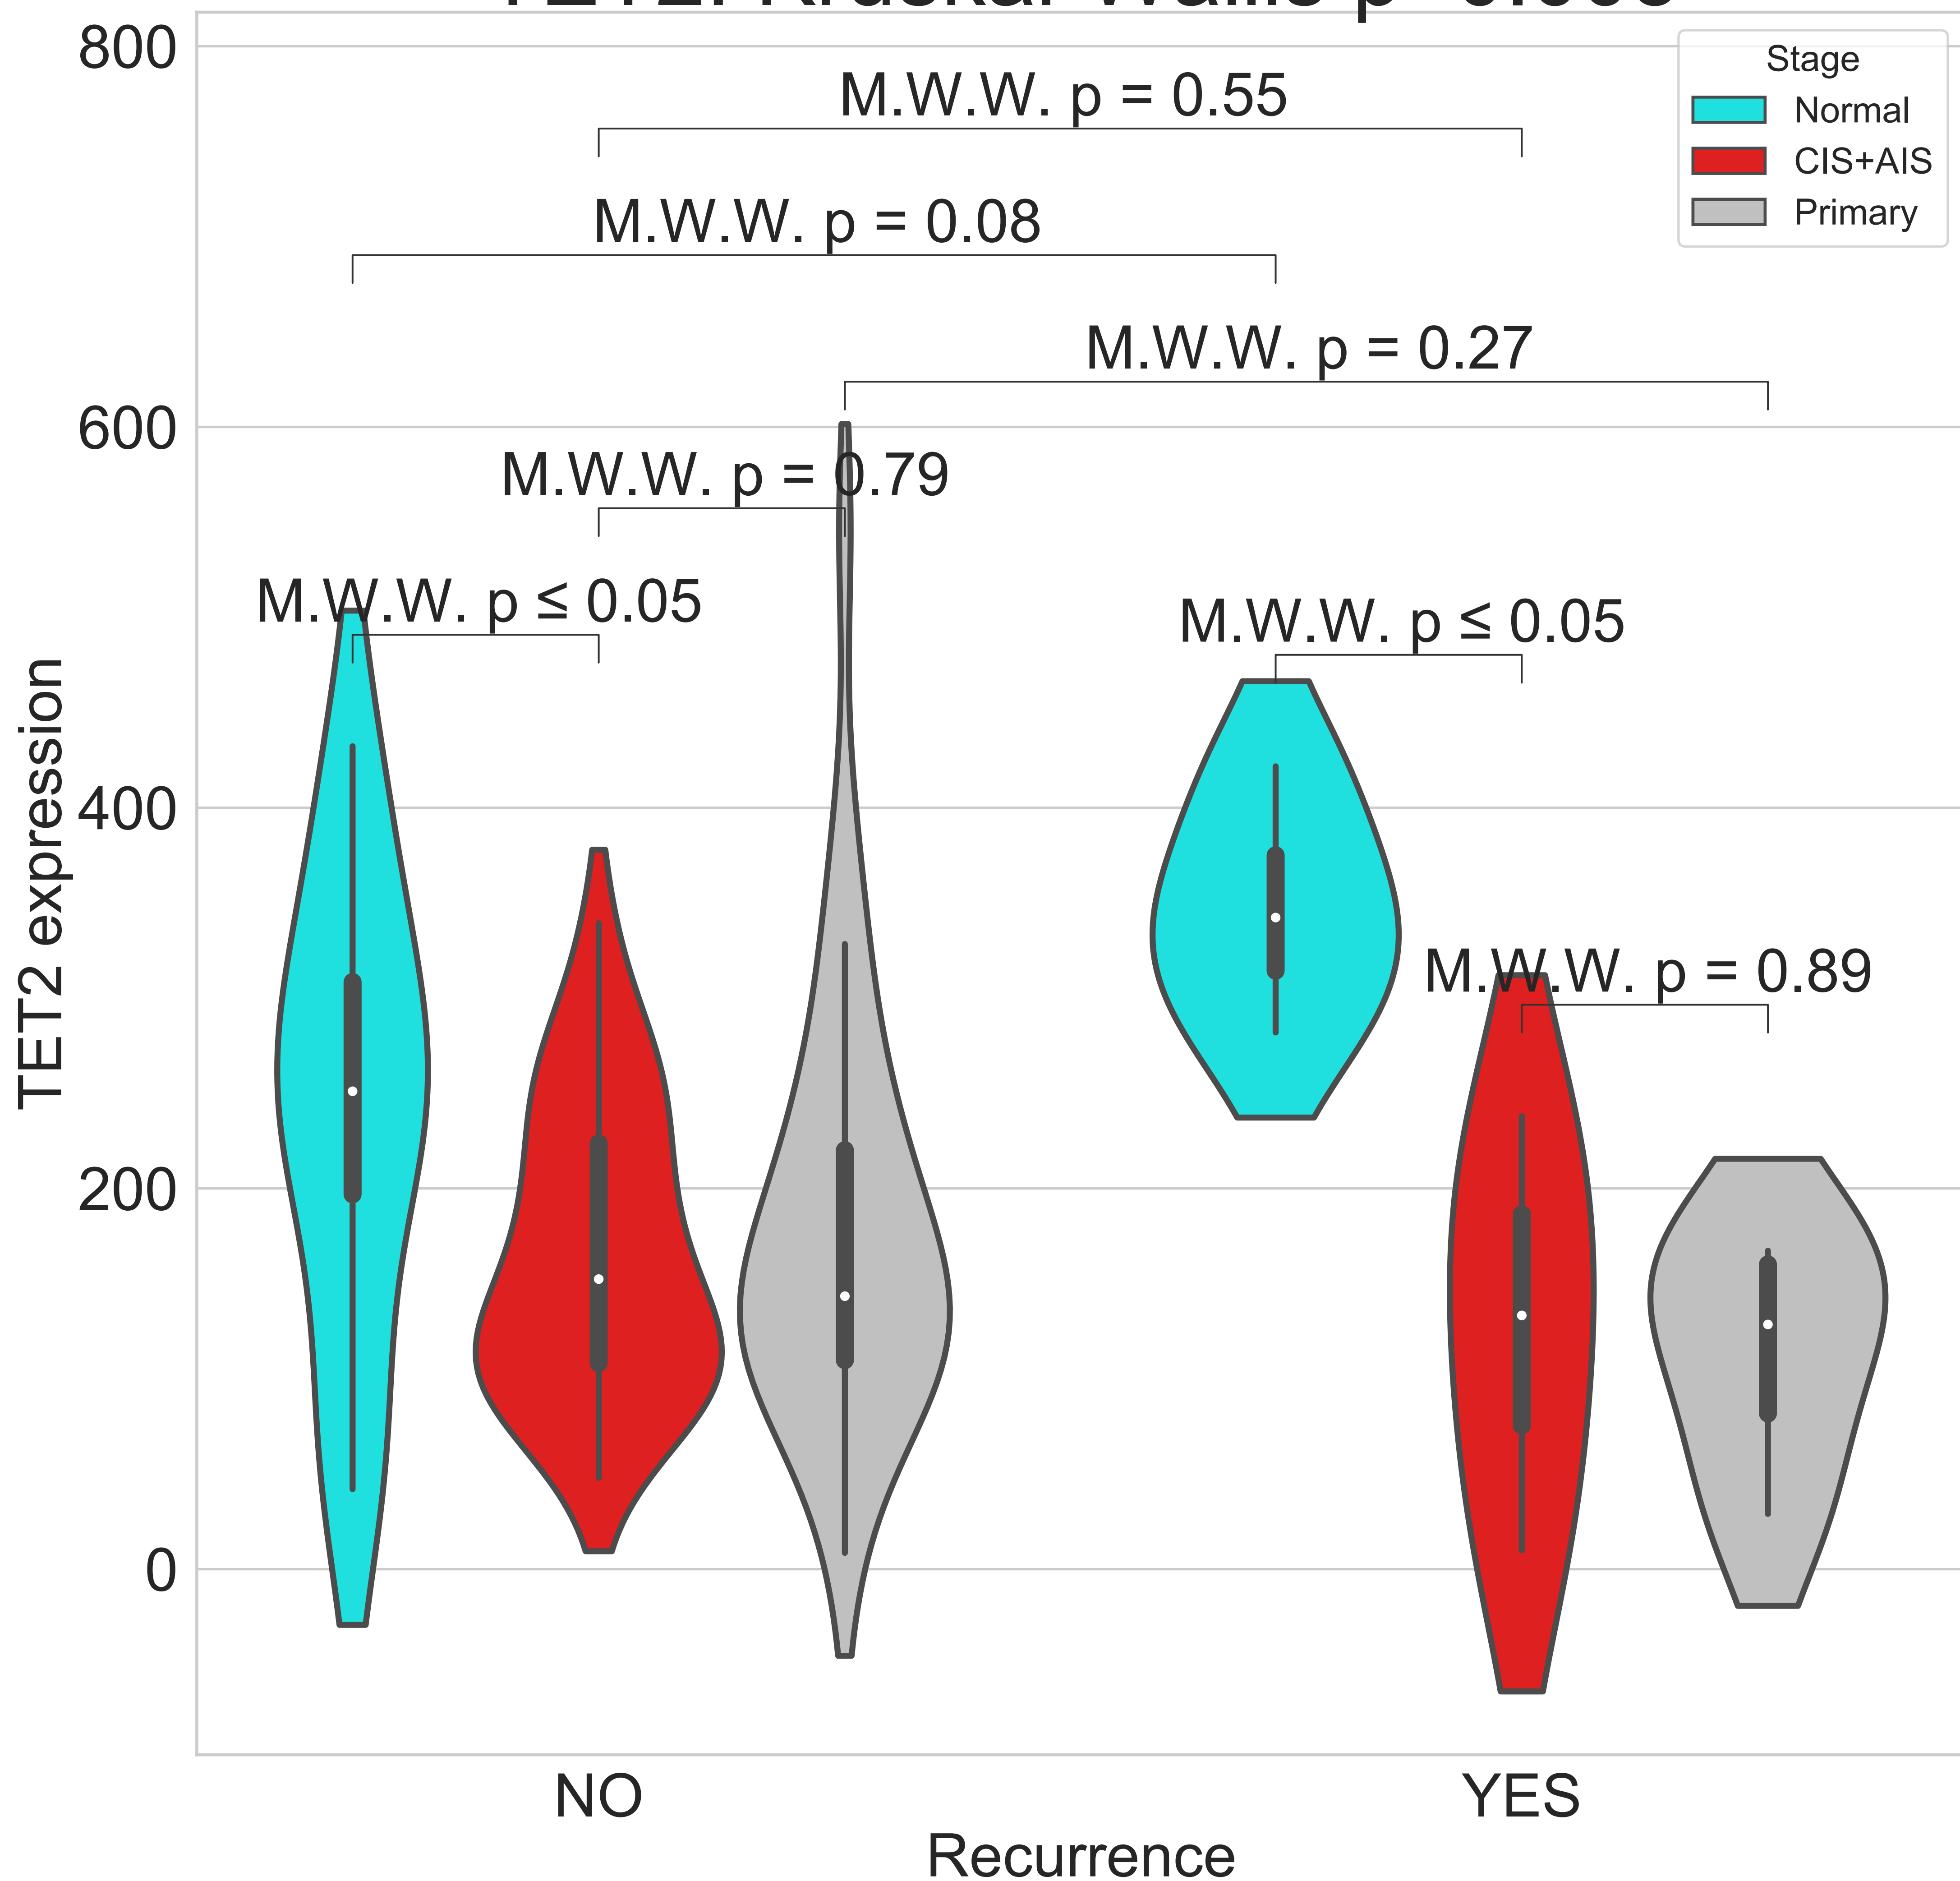 800
Stage
Normal
CIS+AIS
Primary
M.W.W. p = 0.55
M.W.W. p = 0.08
M.W.W. p = 0.27
600
M.W.W. p = 0.79
M.W.W. p ≤ 0.05
M.W.W. p ≤ 0.05
TET2 expression
400
M.W.W. p = 0.89
200
0
NO
YES
Recurrence